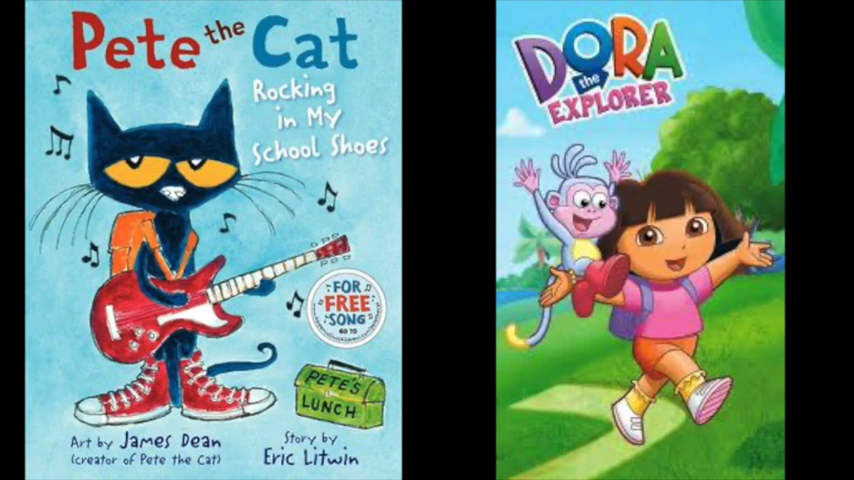 Pete the Cat
Rocking
in My
School Shoes
FOR
FREE
SONG
GO TO
PETE'S
LUNCH
Art by James Dean
(creator of Pete the Cat)
Story by
Eric Litwin
DORA
the
EXPLORER